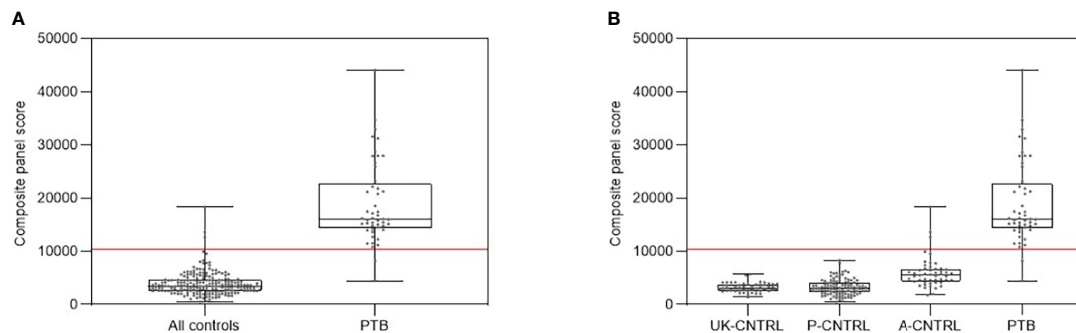 A
50000
40000
30000
20000
10000
0
Composite panel score
All controls
PTB
B
50000
40000
30000
20000
10000
0
Composite panel score
UK-CNTRL
P-CNTRL
A-CNTRL
PTB